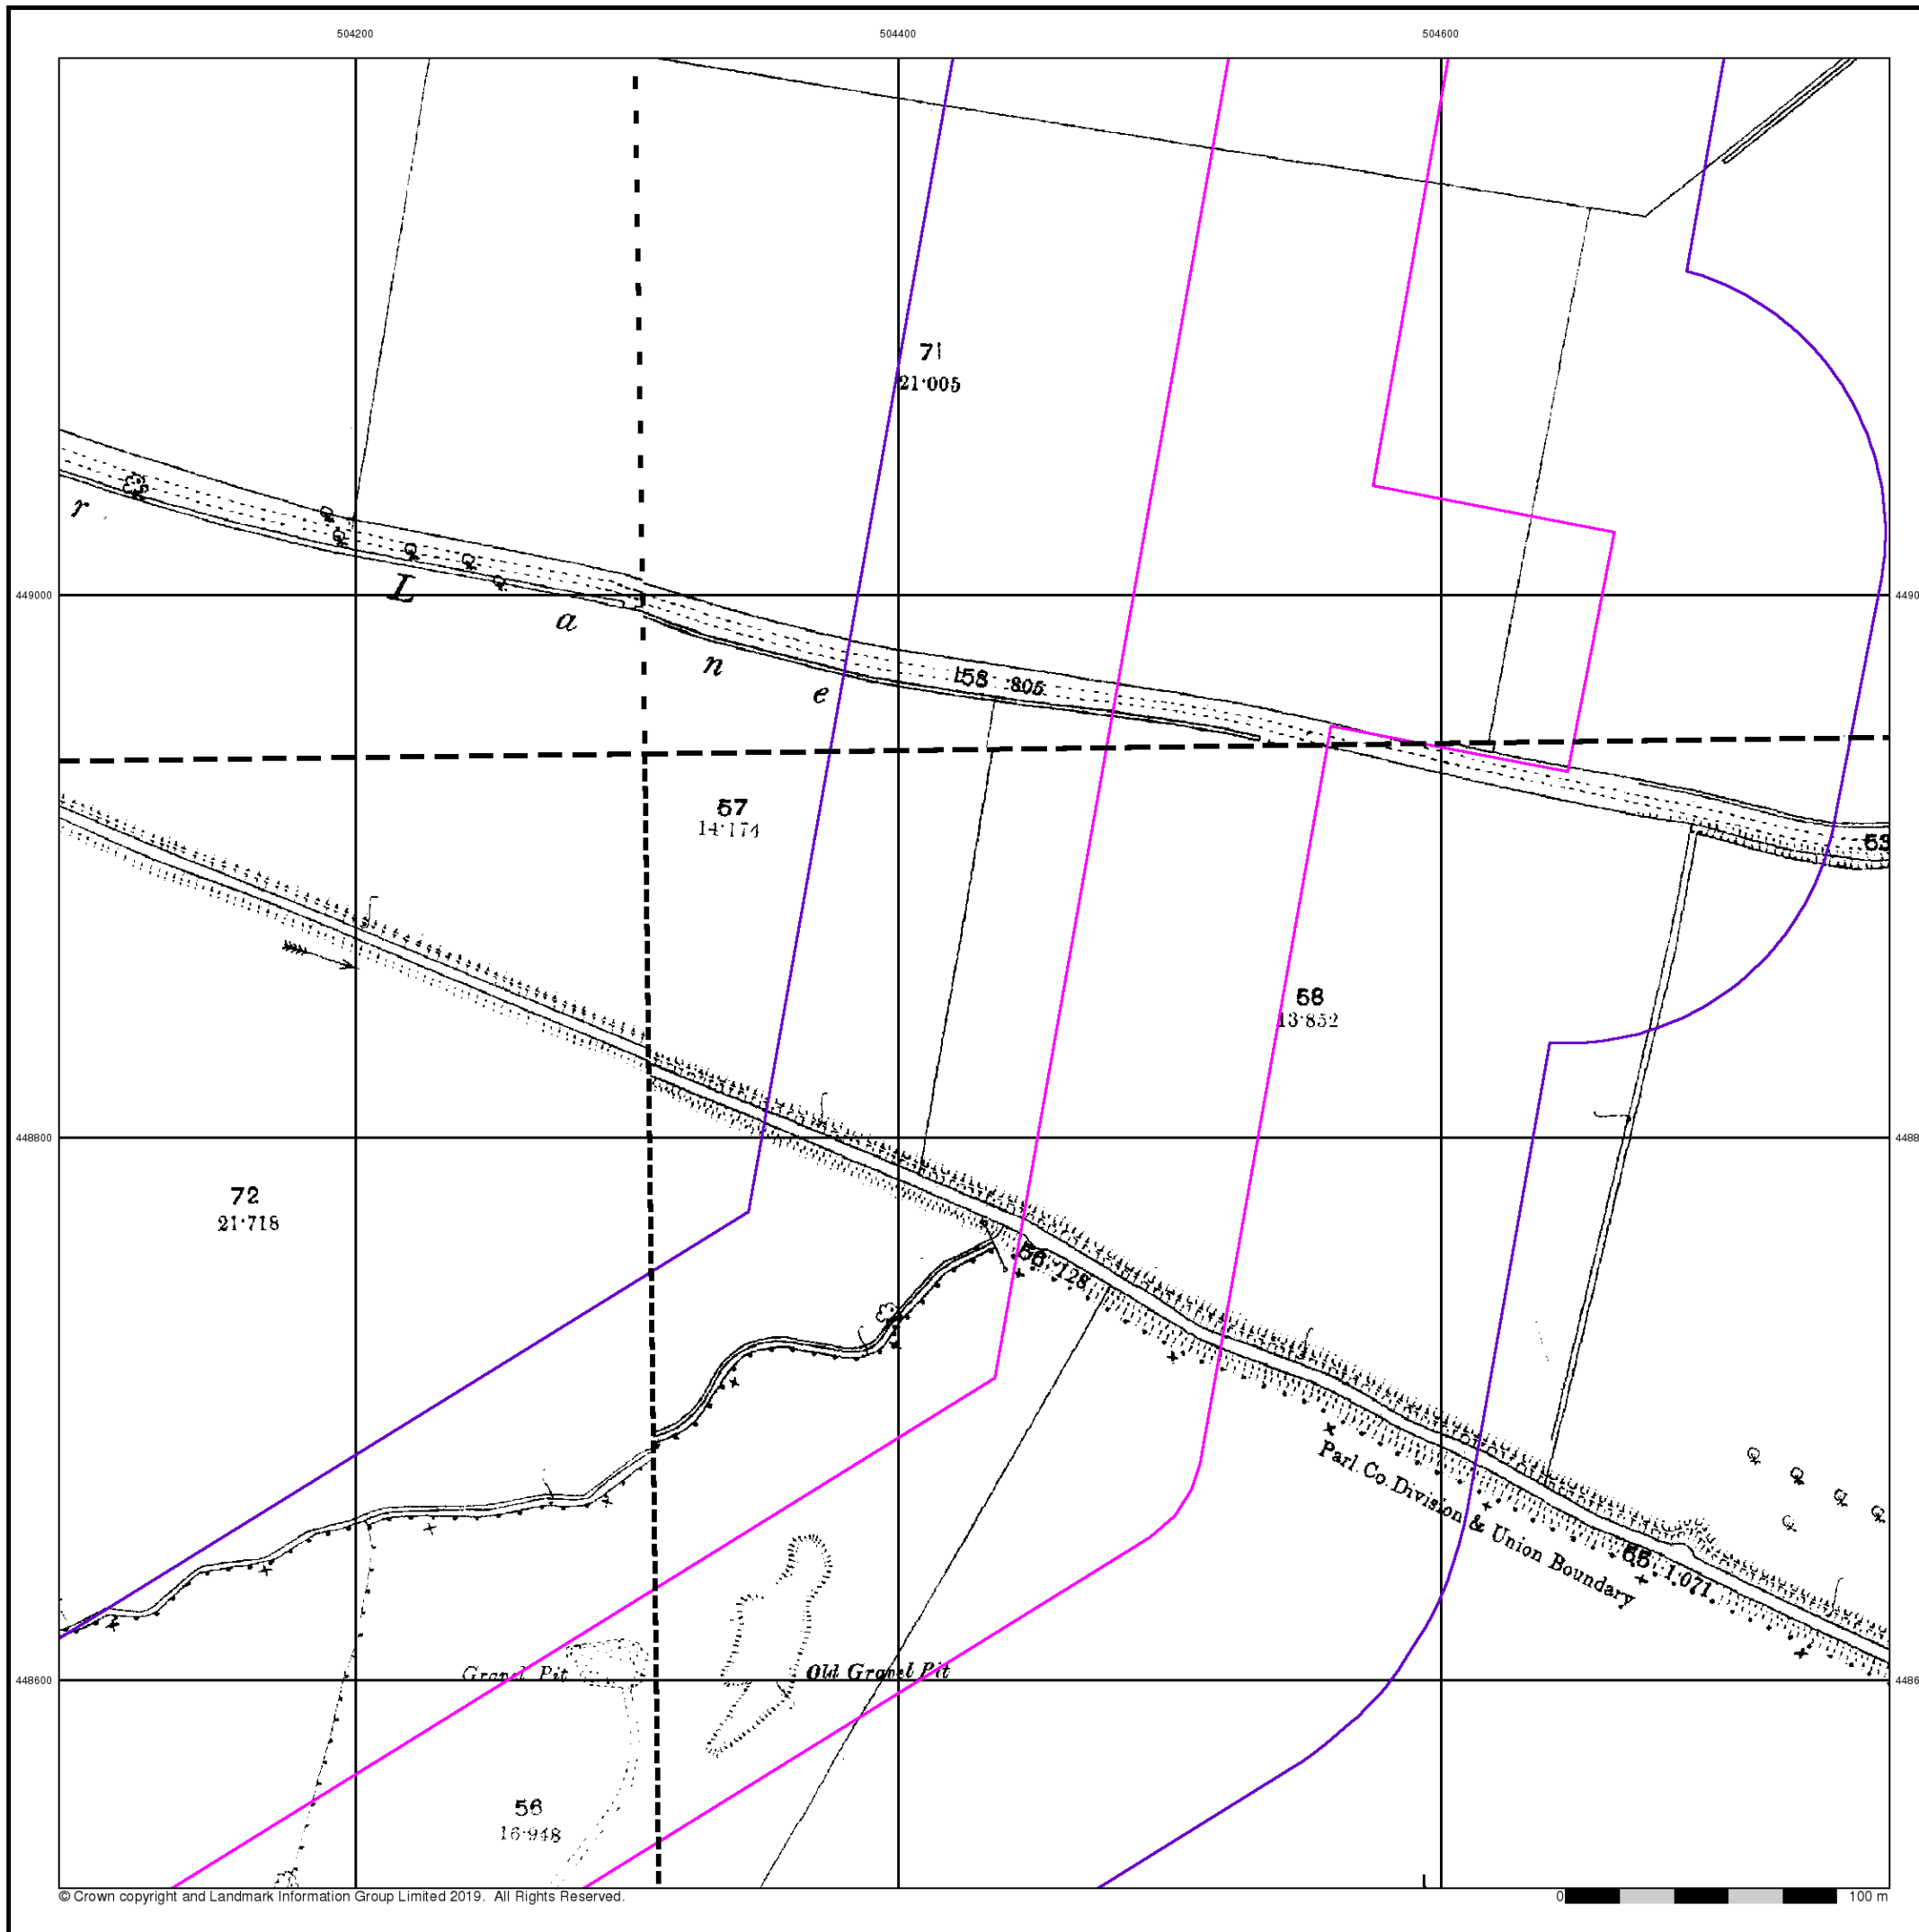 504200 504400 504600
71
21·005
r
449000
L
a
n
e
158 ·805
57
14·174
53
58
13·852
448800
72
21·718
56 ·128
Parl. Co. Division & Union Boundary
55 1·071
Gravel Pit
Old Gravel Pit
448600
56
16·948
© Crown copyright and Landmark Information Group Limited 2019. All Rights Reserved.
0 100 m